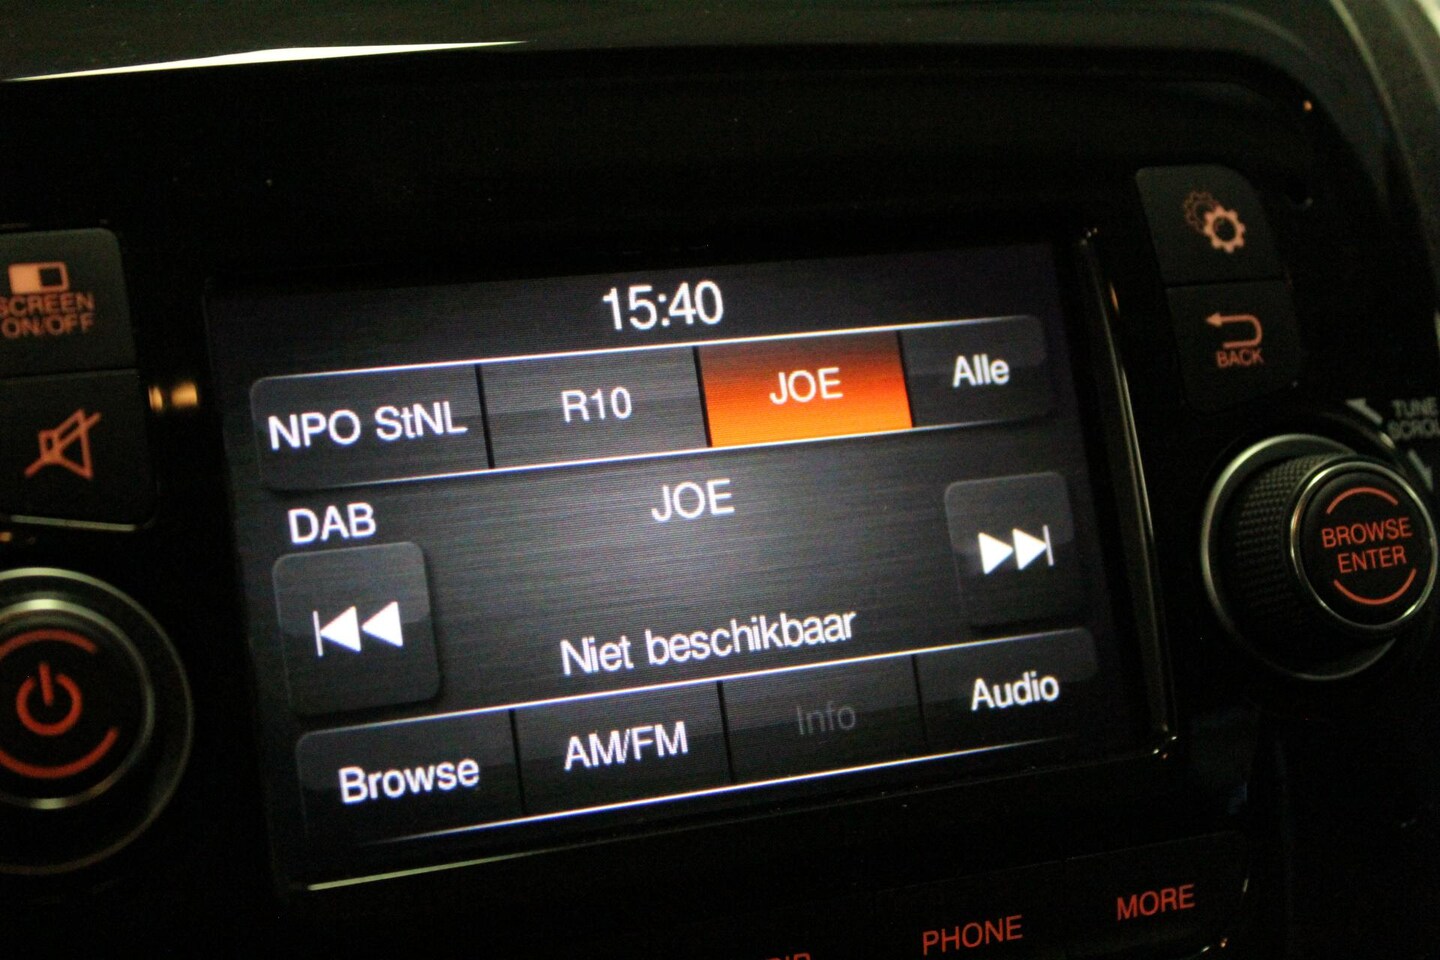 SCREEN
ON/OFF
15:40
NPO StNL
R10
JOE
Alle
DAB
JOE
Niet beschikbaar
Browse
AM/FM
Info
Audio
BACK
TUNE
SCROLL
BROWSE
ENTER
PHONE
MORE